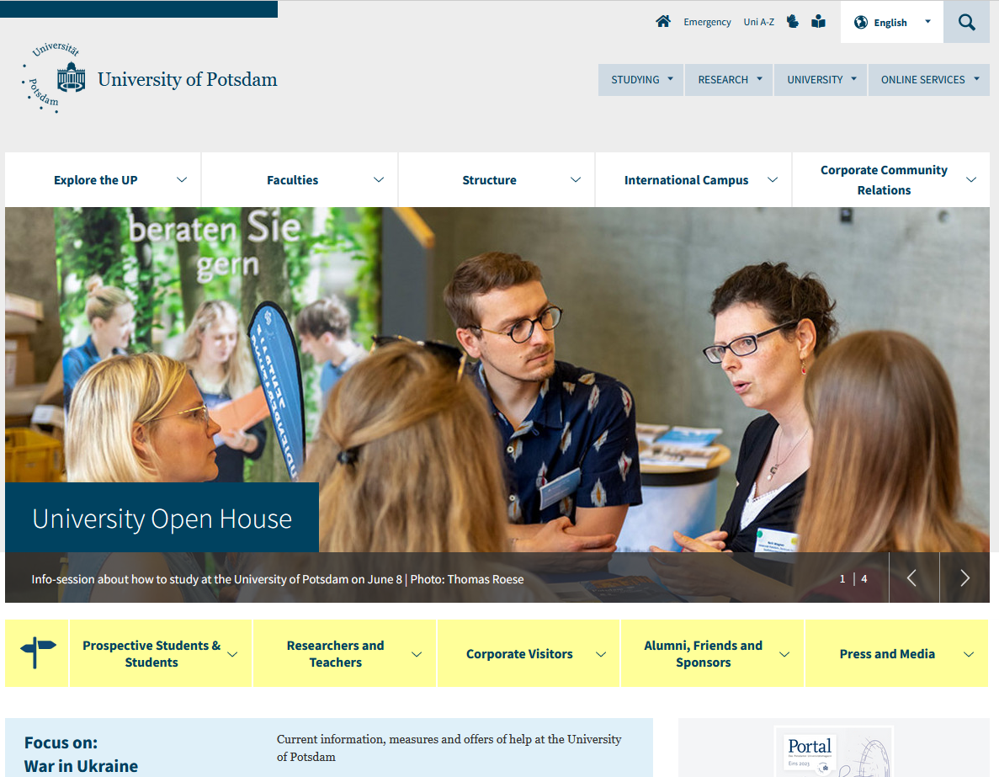 Emergency
Uni A-Z
English
Universität
Potsdam
University of Potsdam
STUDYING
RESEARCH
UNIVERSITY
ONLINE SERVICES
Explore the UP
Faculties
Structure
International Campus
Corporate Community
Relations
beraten Sie
gern
University Open House
Info-session about how to study at the University of Potsdam on June 8 | Photo: Thomas Roese
1 | 4
Prospective Students &
Students
Researchers and
Teachers
Corporate Visitors
Alumni, Friends and
Sponsors
Press and Media
Focus on:
War in Ukraine
Current information, measures and offers of help at the University
of Potsdam
Portal
Eins 2023